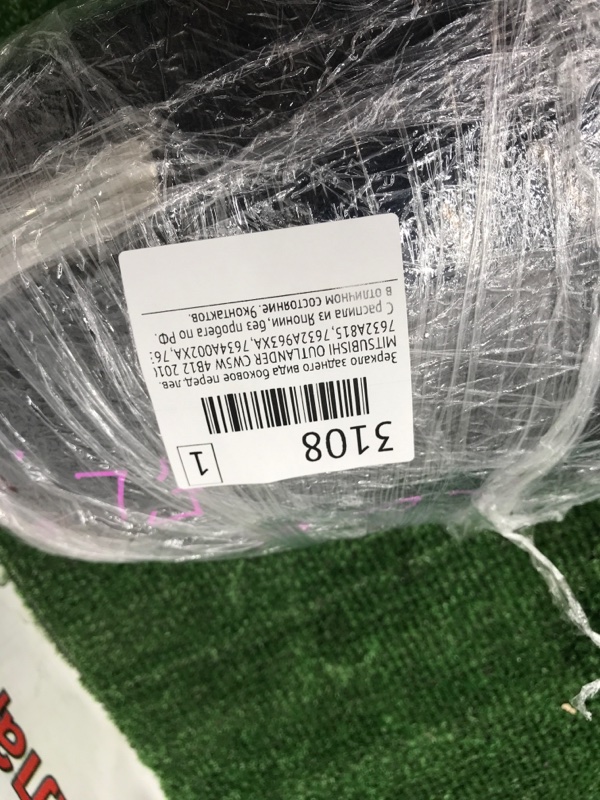 3108
1
Зеркало заднего вида боковое перед.лев.
MITSUBISHI OUTLANDER CW5W 4B12 201
7632A815,7632A963XA,7634A002XA,76
С распила из Японии, без пробега по РФ.
в отличном состояние. 9контактов.